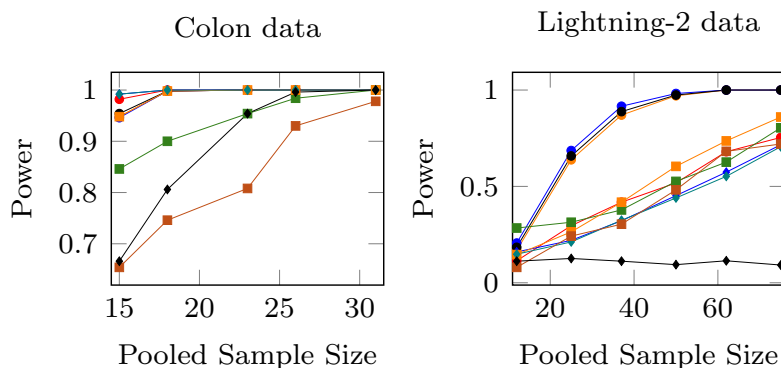 Colon data
Power
1
0.9
0.8
0.7
15
20
25
30
Pooled Sample Size
Lightning-2 data
Power
1
0.5
0
20
40
60
Pooled Sample Size